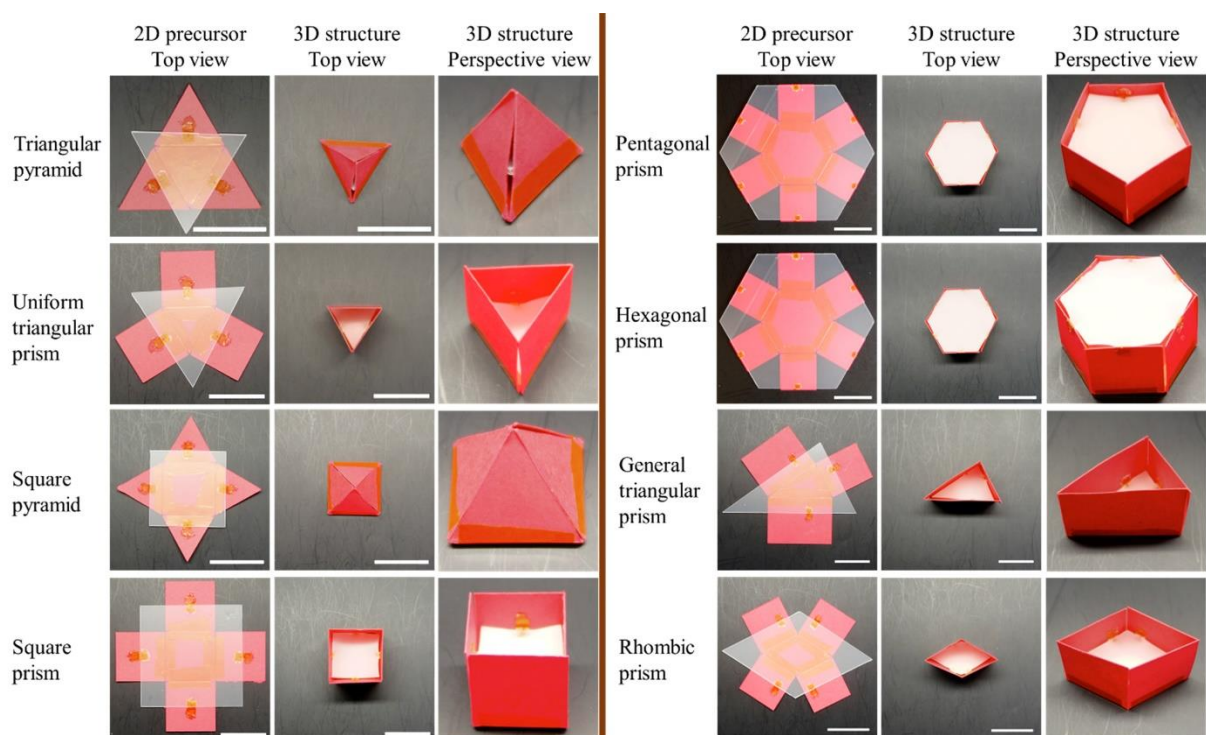 2D precursor
Top view
3D structure
Top view
3D structure
Perspective view
Triangular
pyramid
Uniform
triangular
prism
Square
pyramid
Square
prism
2D precursor
Top view
3D structure
Top view
3D structure
Perspective view
Pentagonal
prism
Hexagonal
prism
General
triangular
prism
Rhombic
prism